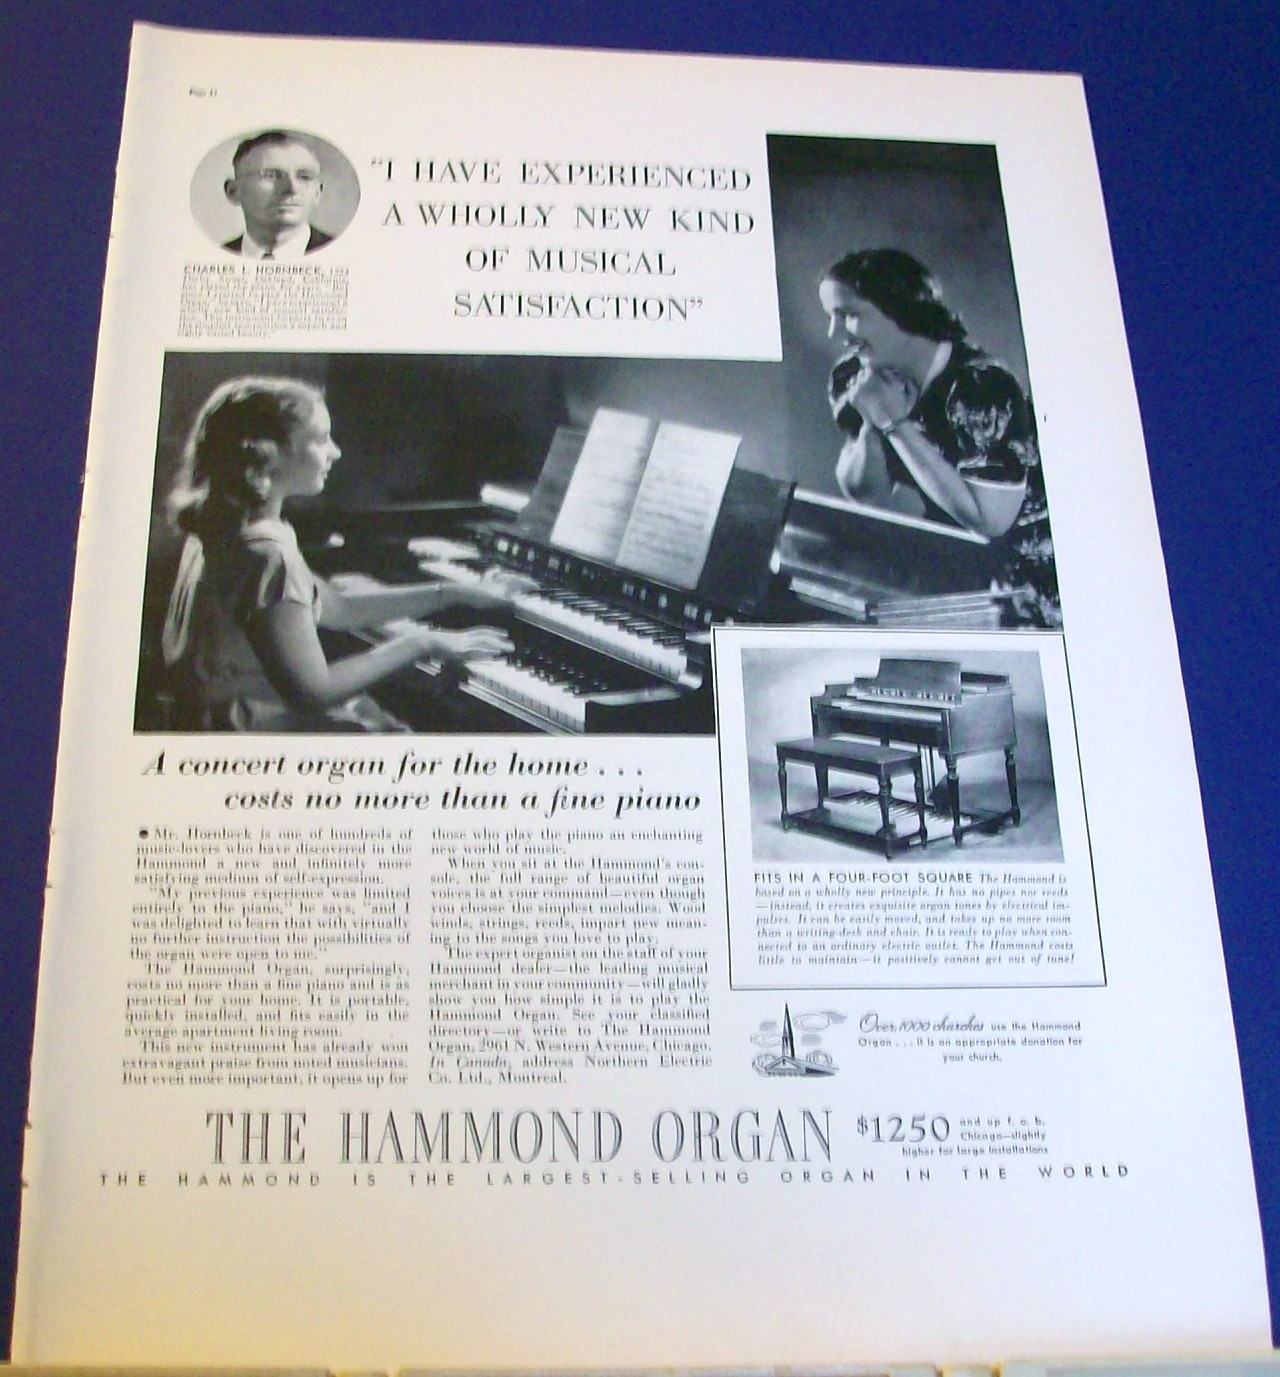 "I HAVE EXPERIENCED
A WHOLLY NEW KIND
OF MUSICAL
SATISFACTION"
CHARLES L. HORNBECK,
A concert organ for the home . . .
costs no more than a fine piano
● Mr. Hornbeck is one of hundreds of
music-lovers who have discovered in the
Hammond a new and infinitely more
satisfying medium of self-expression.
"My previous experience was limited
entirely to the piano," he says, "and I
was delighted to learn that with virtually
no further instruction the possibilities of
the organ were open to me."
The Hammond Organ, surprisingly,
costs no more than a fine piano and is as
practical for your home. It is portable,
quickly installed, and fits easily in the
average apartment living room.
This new instrument has already won
extravagant praise from noted musicians.
But even more important, it opens up for
those who play the piano an enchanting
new world of music.
When you sit at the Hammond's con-
sole, the full range of beautiful organ
voices is at your command—even though
you choose the simplest melodies. Wood
winds, strings, reeds, impart new mean-
ing to the songs you love to play.
The expert organist on the staff of your
Hammond dealer—the leading musical
merchant in your community—will gladly
show you how simple it is to play the
Hammond Organ. See your classified
directory—or write to The Hammond
Organ, 2961 N. Western Avenue, Chicago.
In Canada, address Northern Electric
Co. Ltd., Montreal.
FITS IN A FOUR-FOOT SQUARE The Hammond is
based on a wholly new principle. It has no pipes nor reeds
—instead, it creates exquisite organ tones by electrical im-
pulses. It can be easily moved, and takes up no more room
than a writing-desk and chair. It is ready to play when con-
nected to an ordinary electric outlet. The Hammond costs
little to maintain—it positively cannot get out of tune!
Over 1000 churches use the Hammond
Organ . . . it is an appropriate donation for
your church.
THE HAMMOND ORGAN $1250 and up f. o. b.
Chicago—slightly
higher for large installations
THE HAMMOND IS THE LARGEST-SELLING ORGAN IN THE WORLD